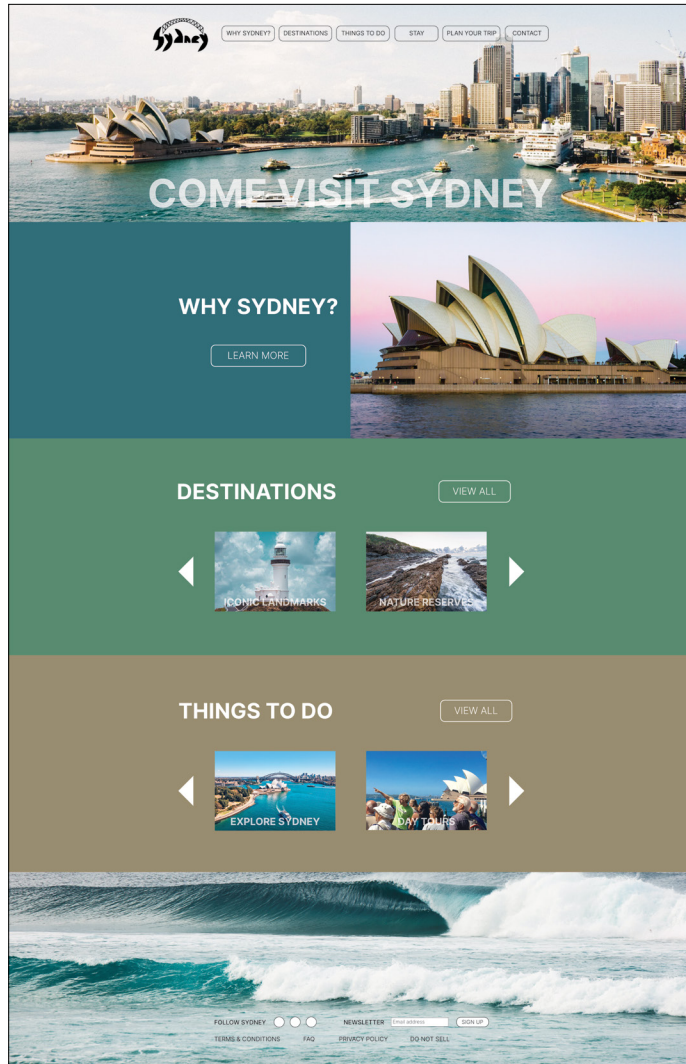 Sydney
WHY SYDNEY? DESTINATIONS THINGS TO DO STAY PLAN YOUR TRIP CONTACT
COME VISIT SYDNEY
WHY SYDNEY?
LEARN MORE
DESTINATIONS VIEW ALL
ICONIC LANDMARKS NATURE RESERVES
THINGS TO DO VIEW ALL
EXPLORE SYDNEY DAY TOURS
FOLLOW SYDNEY NEWSLETTER Email address SIGN UP
TERMS & CONDITIONS FAQ PRIVACY POLICY DO NOT SELL